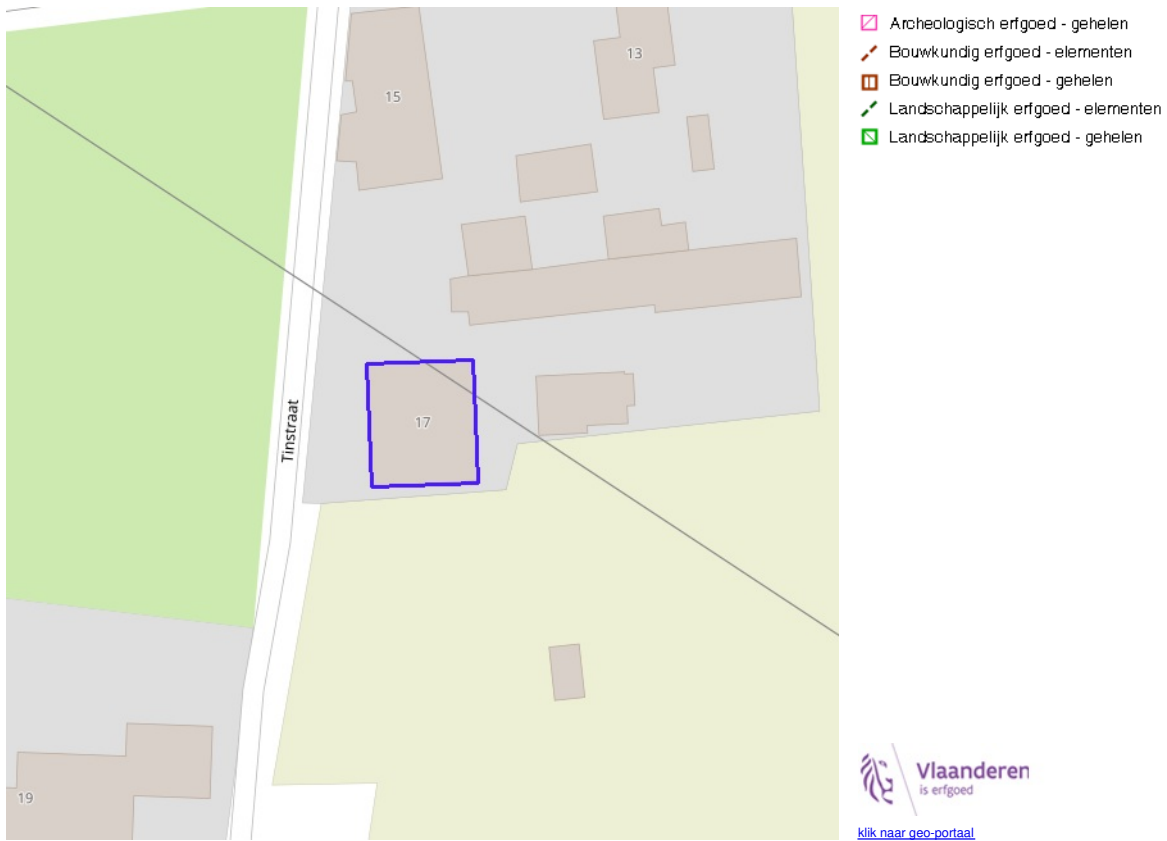 Archeologisch erfgoed - gehelen
Bouwkundig erfgoed - elementen
Bouwkundig erfgoed - gehelen
Landschappelijk erfgoed - elementen
Landschappelijk erfgoed - gehelen
13
15
17
Tinstraat
19
Vlaanderen
is erfgoed
klik naar geo-portaal